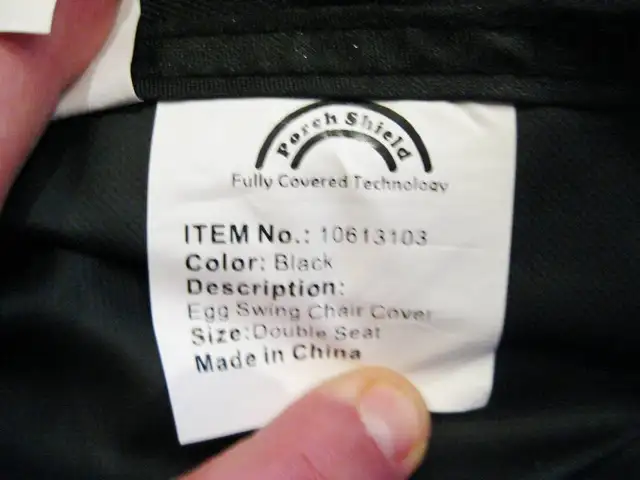 Porch Shield
Fully Covered Technology
ITEM No.: 10613103
Color: Black
Description:
Egg Swing Chair Cover
Size:Double Seat
Made in China